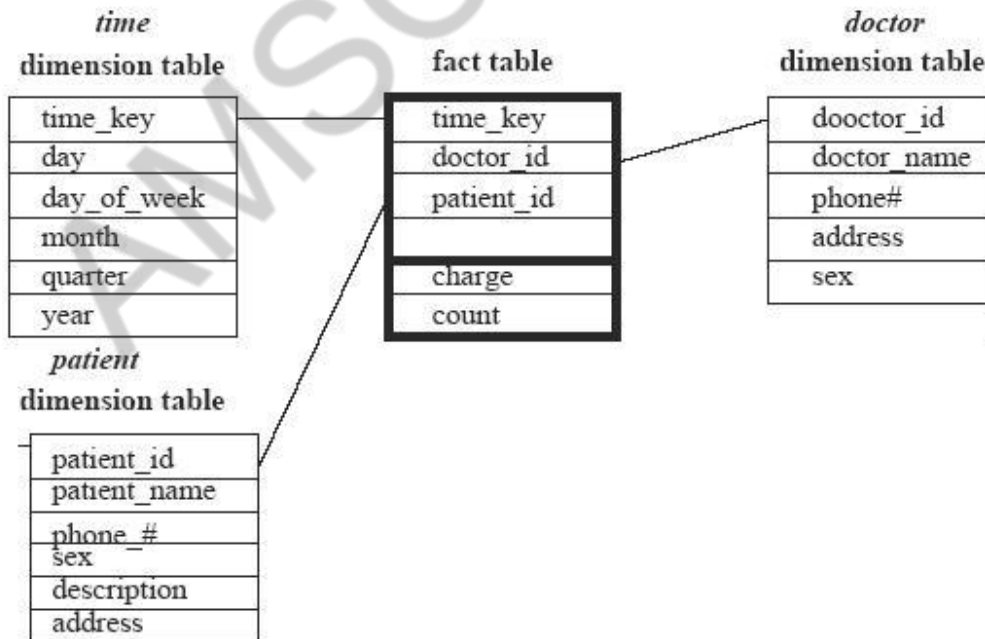 time
dimension table
time_key
day
day_of_week
month
quarter
year
fact table
time_key
doctor_id
patient_id
charge
count
doctor
dimension table
dooctor_id
doctor_name
phone#
address
sex
patient
dimension table
patient_id
patient_name
phone_#
sex
description
address
AMSC